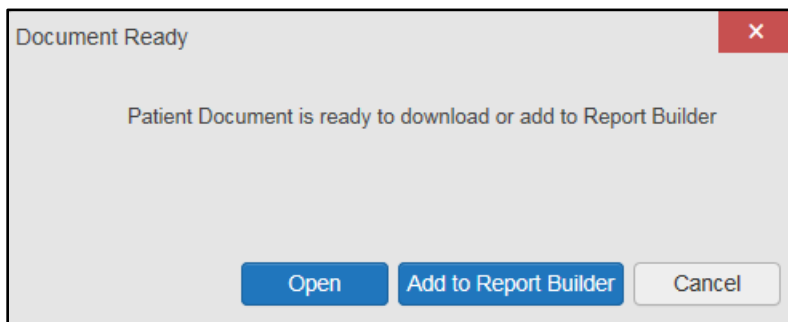 Document Ready
Patient Document is ready to download or add to Report Builder
Open
Add to Report Builder
Cancel